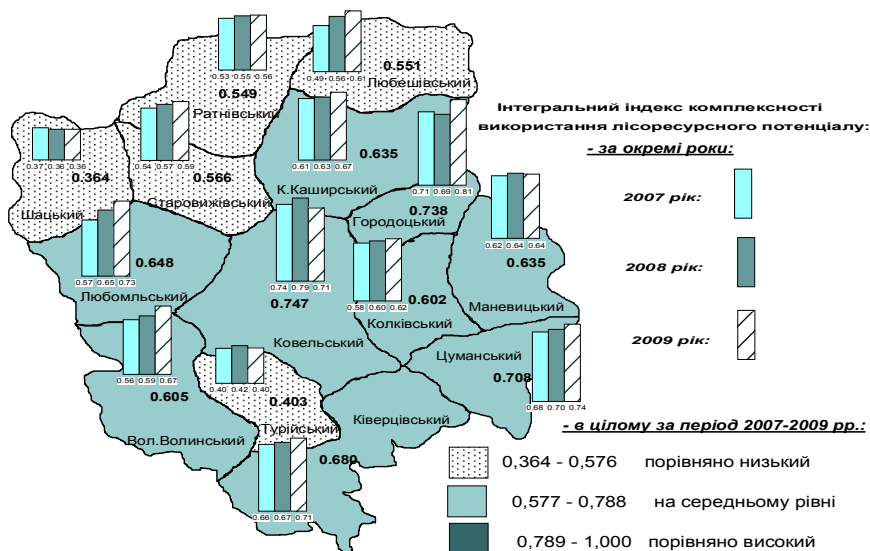 0.53 0.55 0.56
0.549
Ратнівський
0.49 0.56 0.61
0.551
Любешівський
Інтегральний індекс комплексності
використання лісоресурсного потенціалу:
- за окремі роки:
2007 рік:
2008 рік:
2009 рік:
0.37 0.36 0.36
0.364
Шацький
0.54 0.57 0.59
0.566
Старовижівський
0.61 0.63 0.67
0.635
К.Каширський
0.71 0.69 0.81
Городоцький
0.738
0.62 0.64 0.64
0.635
Маневицький
0.57 0.65 0.73
0.648
Любомльський
0.74 0.79 0.71
0.747
Ковельський
0.58 0.60 0.62
0.602
Колківський
Цуманський
0.708
0.68 0.70 0.74
0.56 0.59 0.67
0.605
Вол.Волинський
0.40 0.42 0.40
0.403
Турійський
Ківерцівський
0.680
0.66 0.67 0.71
- в цілому за період 2007-2009 рр.:
0,364 - 0,576 порівняно низький
0,577 - 0,788 на середньому рівні
0,789 - 1,000 порівняно високий